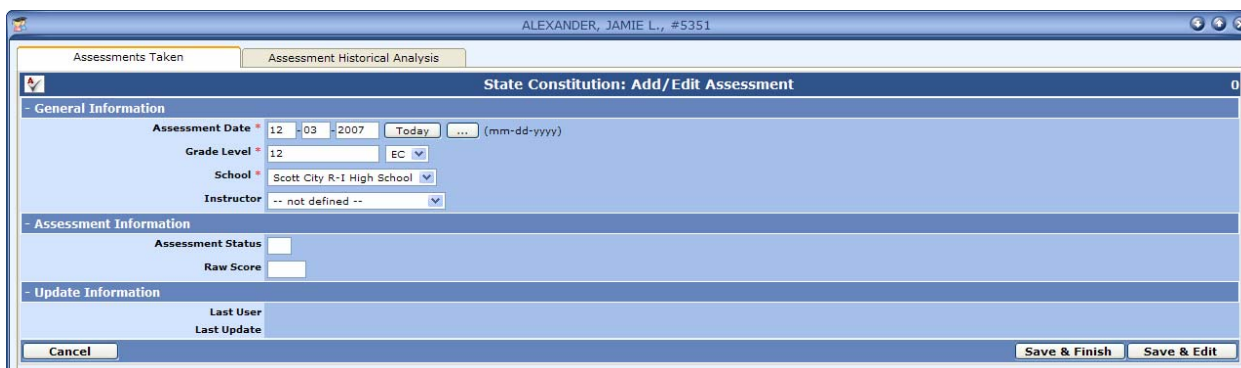 ALEXANDER, JAMIE L., #5351
Assessments Taken Assessment Historical Analysis
State Constitution: Add/Edit Assessment 0
- General Information
Assessment Date * 12 - 03 - 2007 Today ... (mm-dd-yyyy)
Grade Level * 12 EC
School * Scott City R-I High School
Instructor -- not defined --
- Assessment Information
Assessment Status
Raw Score
- Update Information
Last User
Last Update
Cancel Save & Finish Save & Edit